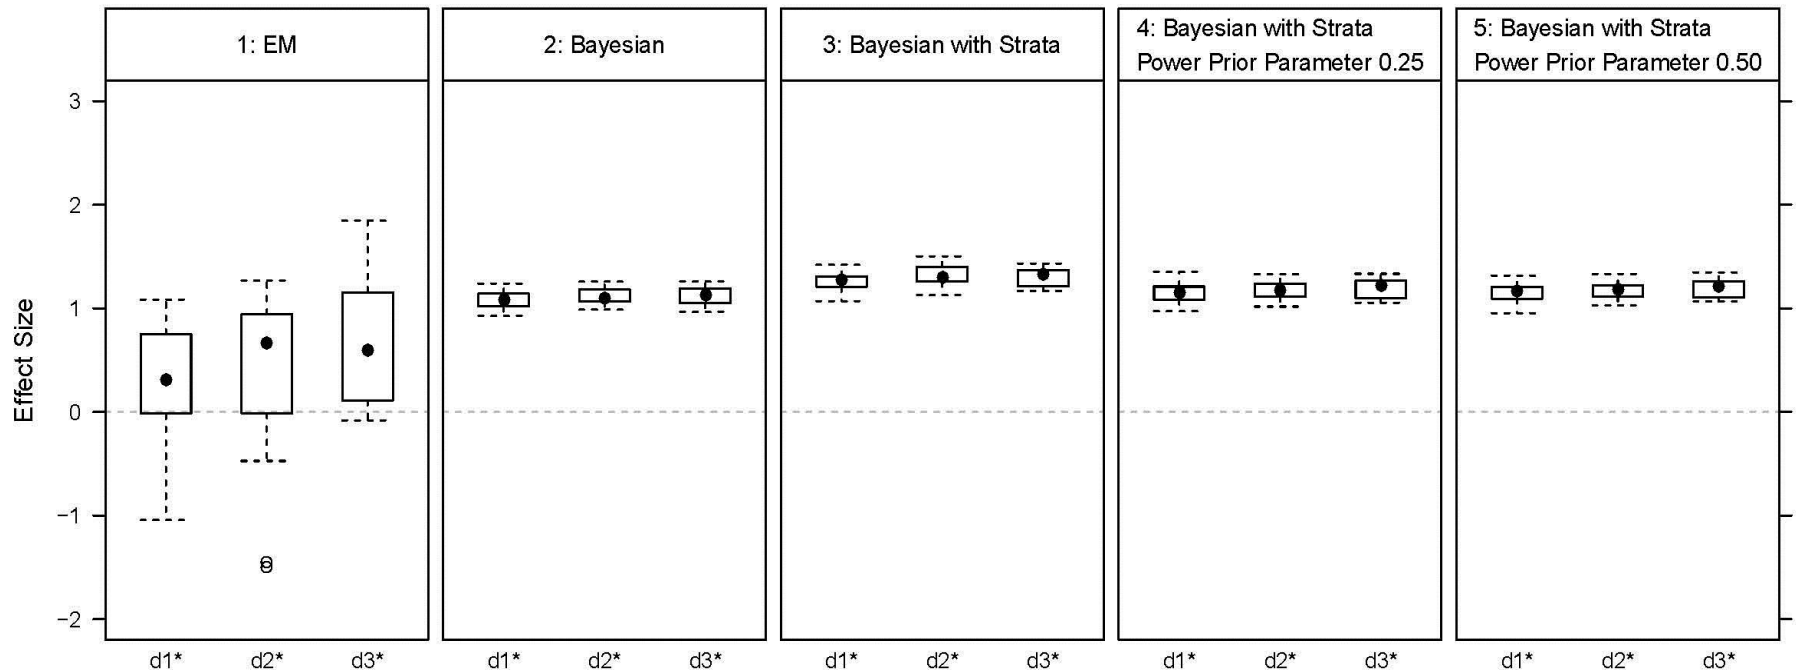 1: EM
2: Bayesian
3: Bayesian with Strata
4: Bayesian with Strata
Power Prior Parameter 0.25
5: Bayesian with Strata
Power Prior Parameter 0.50
Effect Size
3
2
1
0
−1
−2
d1* d2* d3*
d1* d2* d3*
d1* d2* d3*
d1* d2* d3*
d1* d2* d3*